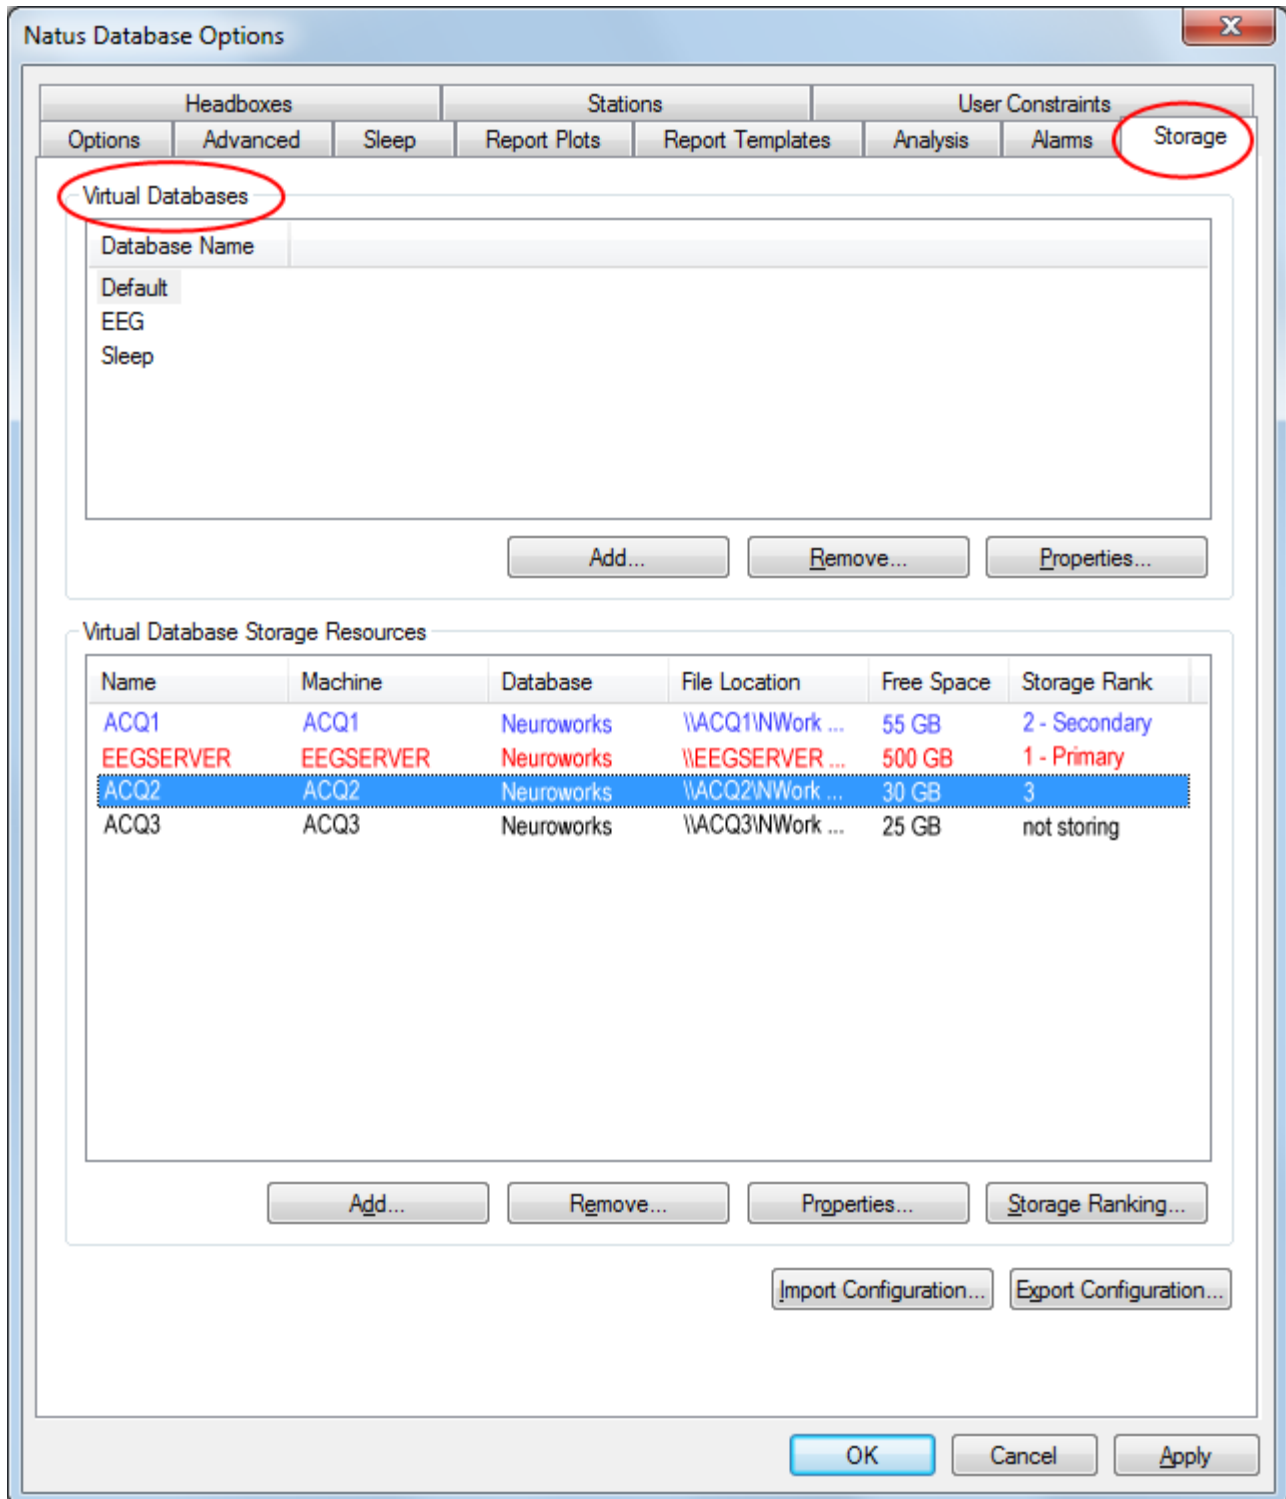 Natus Database Options
Headboxes Stations User Constraints
Options Advanced Sleep Report Plots Report Templates Analysis Alarms Storage
Virtual Databases
Database Name
Default
EEG
Sleep
Add... Remove... Properties...
Virtual Database Storage Resources
Name Machine Database File Location Free Space Storage Rank
ACQ1 ACQ1 Neuroworks \\ACQ1\NWork ... 55 GB 2 - Secondary
EEGSERVER EEGSERVER Neuroworks \\EEGSERVER ... 500 GB 1 - Primary
ACQ2 ACQ2 Neuroworks \\ACQ2\NWork ... 30 GB 3
ACQ3 ACQ3 Neuroworks \\ACQ3\NWork ... 25 GB not storing
Add... Remove... Properties... Storage Ranking...
Import Configuration... Export Configuration...
OK Cancel Apply